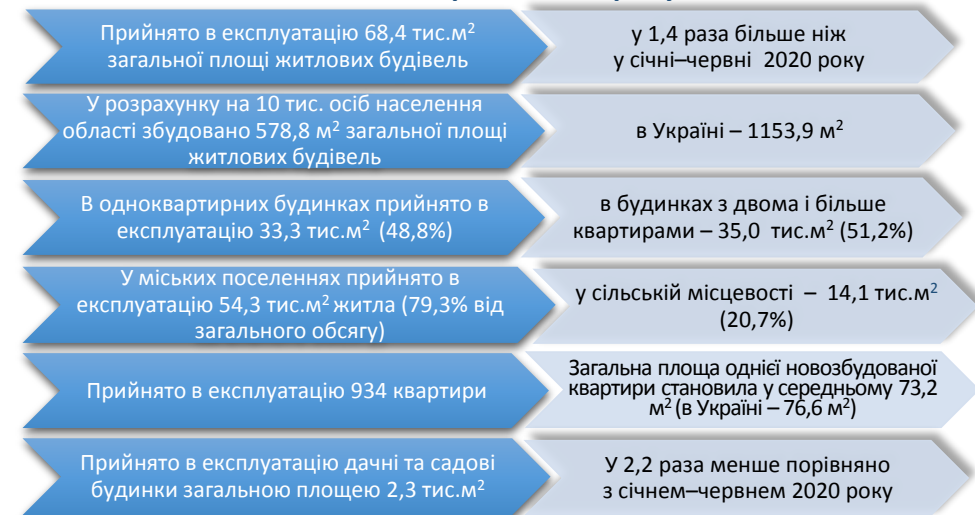 Прийнято в експлуатацію 68,4 тис.м²
загальної площі житлових будівель
у 1,4 раза більше ніж
у січні–червні 2020 року
У розрахунку на 10 тис. осіб населення
області збудовано 578,8 м² загальної площі
житлових будівель
в Україні – 1153,9 м²
В одноквартирних будинках прийнято в
експлуатацію 33,3 тис.м² (48,8%)
в будинках з двома і більше
квартирами – 35,0 тис.м² (51,2%)
У міських поселеннях прийнято в
експлуатацію 54,3 тис.м² житла (79,3% від
загального обсягу)
у сільській місцевості – 14,1 тис.м²
(20,7%)
Прийнято в експлуатацію 934 квартири
Загальна площа однієї новозбудованої
квартири становила у середньому 73,2
м² (в Україні – 76,6 м²)
Прийнято в експлуатацію дачні та садові
будинки загальною площею 2,3 тис.м²
У 2,2 раза менше порівняно
з січнем–червнем 2020 року